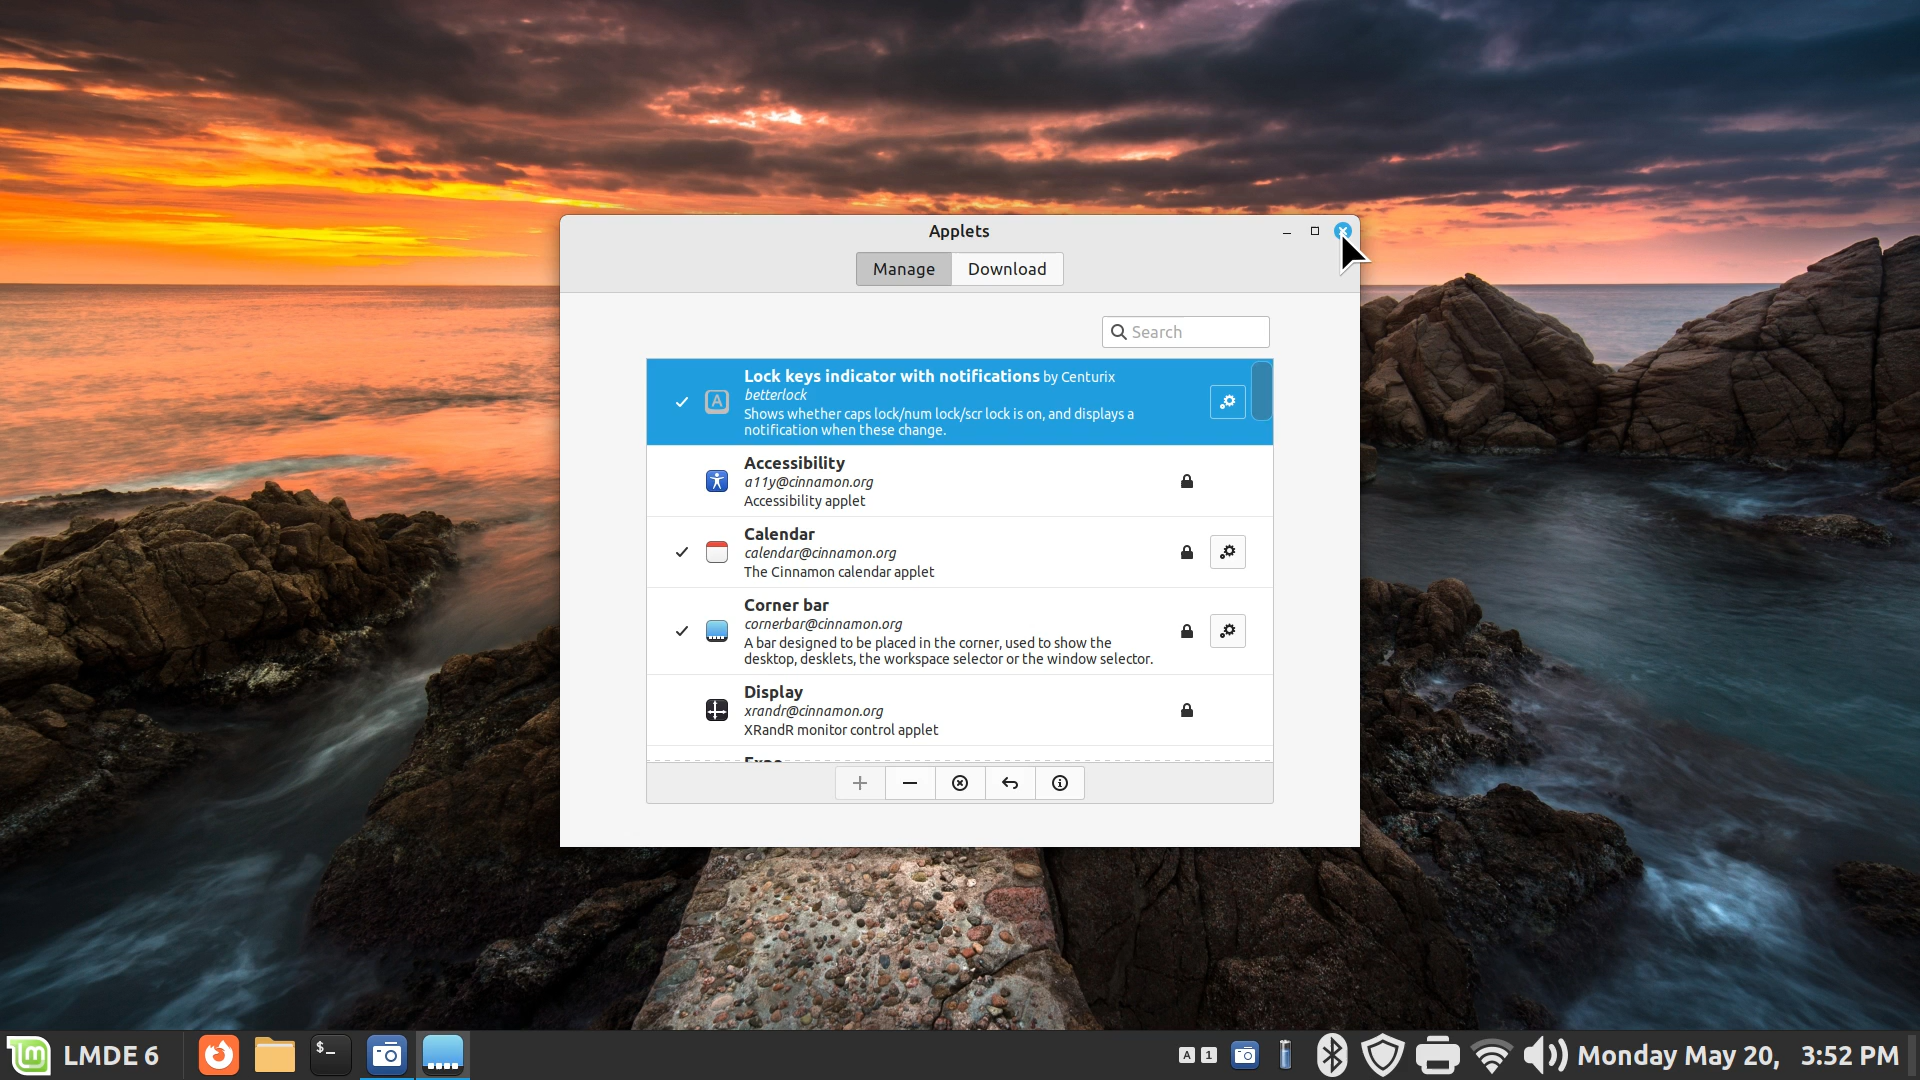 Applets
Manage
Download
Search
Lock keys indicator with notifications by Centurix
betterlock
Shows whether caps lock/num lock/scr lock is on, and displays a
notification when these change.
Accessibility
a11y@cinnamon.org
Accessibility applet
Calendar
calendar@cinnamon.org
The Cinnamon calendar applet
Corner bar
cornerbar@cinnamon.org
A bar designed to be placed in the corner, used to show the
desktop, desklets, the workspace selector or the window selector.
Display
xrandr@cinnamon.org
XRandR monitor control applet
LMDE 6
A 1
Monday May 20, 3:52 PM